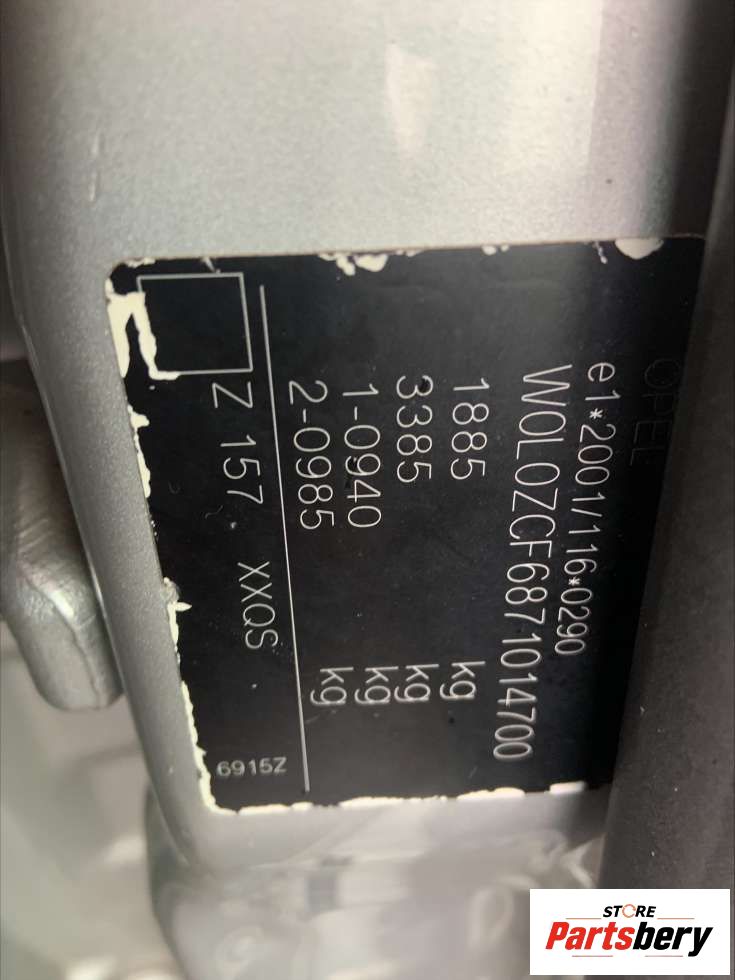 OPEL
e1*2001/116*0290
W0L0ZCF6871014700
1885 kg
3385 kg
1-0940 kg
2-0985 kg
Z 157 XXQS
6915Z
STORE
Partsbery